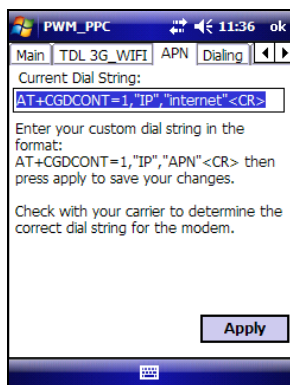 PWM_PPC 11:36 ok
Main TDL 3G_WIFI APN Dialing
Current Dial String:
AT+CGDCONT=1,"IP","internet"<CR>
Enter your custom dial string in the
format:
AT+CGDCONT=1,"IP","APN"<CR> then
press apply to save your changes.
Check with your carrier to determine the
correct dial string for the modem.
Apply